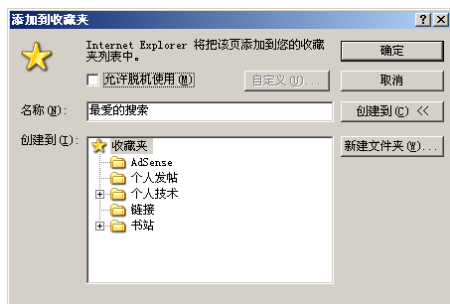 添加到收藏夹
Internet Explorer 将把该页添加到您的收藏
夹列表中。
确定
允许脱机使用(M)
自定义(U)...
取消
名称(N):
最爱的搜索
创建到(C) <<
创建到(I):
收藏夹
新建文件夹(W)...
AdSense
个人发帖
个人技术
链接
书站